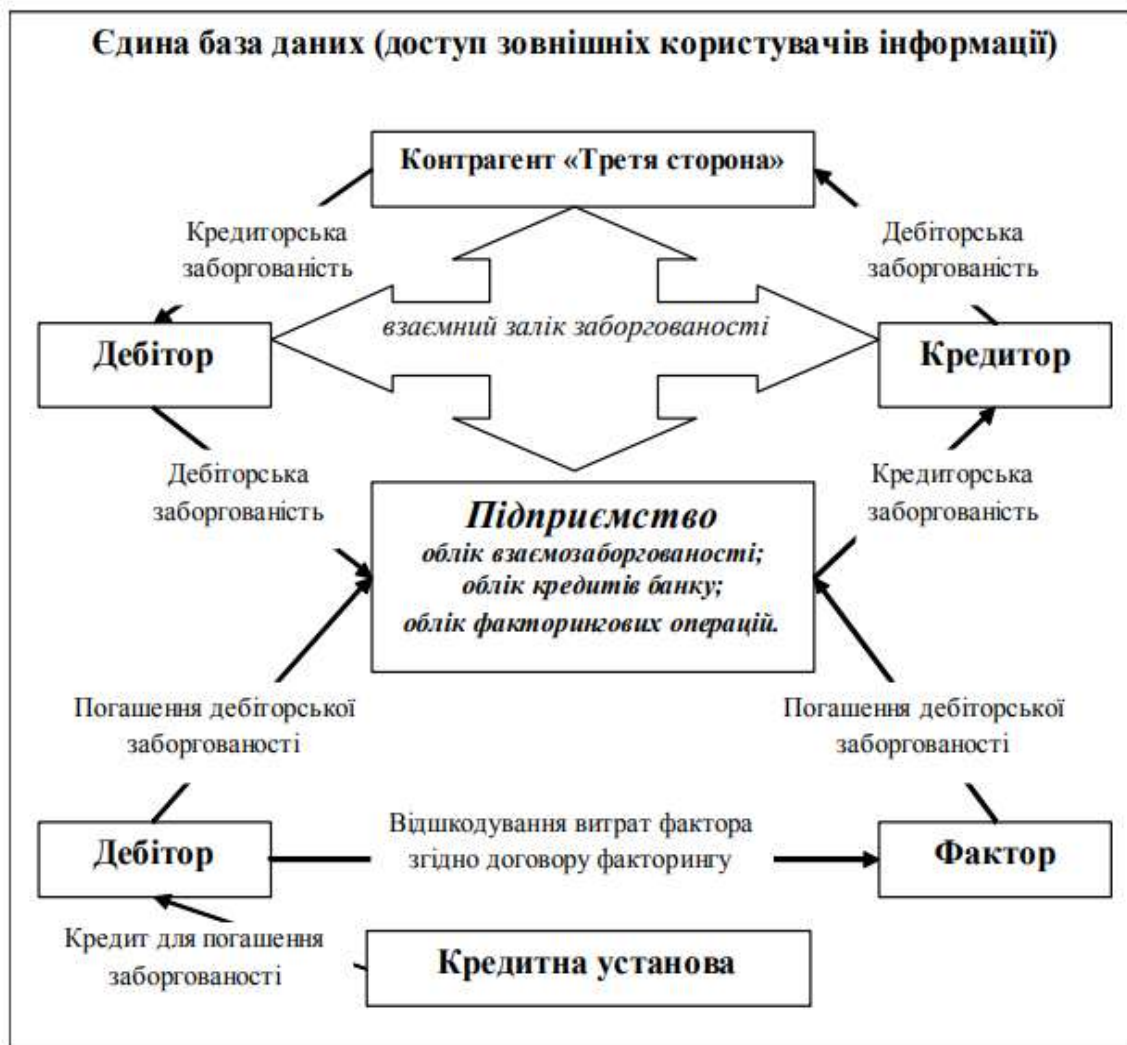 Єдина база даних (доступ зовнішніх користувачів інформації)
Контрагент «Третя сторона»
Кредиторська
заборгованість
Дебіторська
заборгованість
взаємний залік заборгованості
Дебітор
Кредитор
Дебіторська
заборгованість
Кредиторська
заборгованість
Підприємство
облік взаємозаборгованості;
облік кредитів банку;
облік факторингових операцій.
Погашення дебіторської
заборгованості
Погашення дебіторської
заборгованості
Дебітор
Відшкодування витрат фактора
згідно договору факторингу
Фактор
Кредит для погашення
заборгованості
Кредитна установа